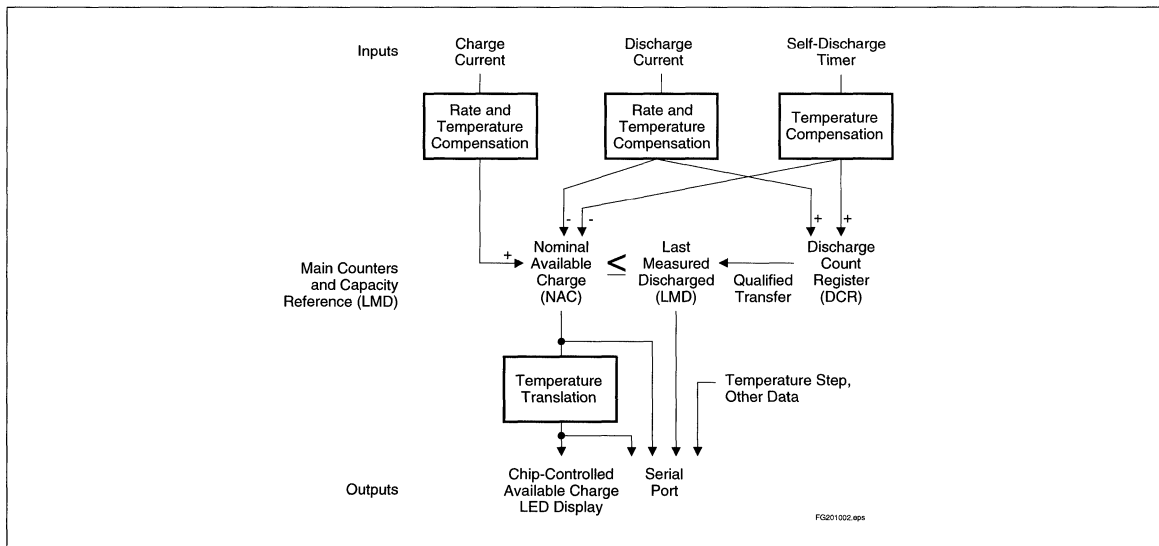 Inputs
Charge
Current
Discharge
Current
Self-Discharge
Timer
Rate and
Temperature
Compensation
Rate and
Temperature
Compensation
Temperature
Compensation
- -
+ +
+
Main Counters
and Capacity
Reference (LMD)
Nominal
Available
Charge
(NAC)
≤
Last
Measured
Discharged
(LMD)
Qualified
Transfer
Discharge
Count
Register
(DCR)
Temperature
Translation
Temperature Step,
Other Data
Outputs
Chip-Controlled
Available Charge
LED Display
Serial
Port
FG201002.eps